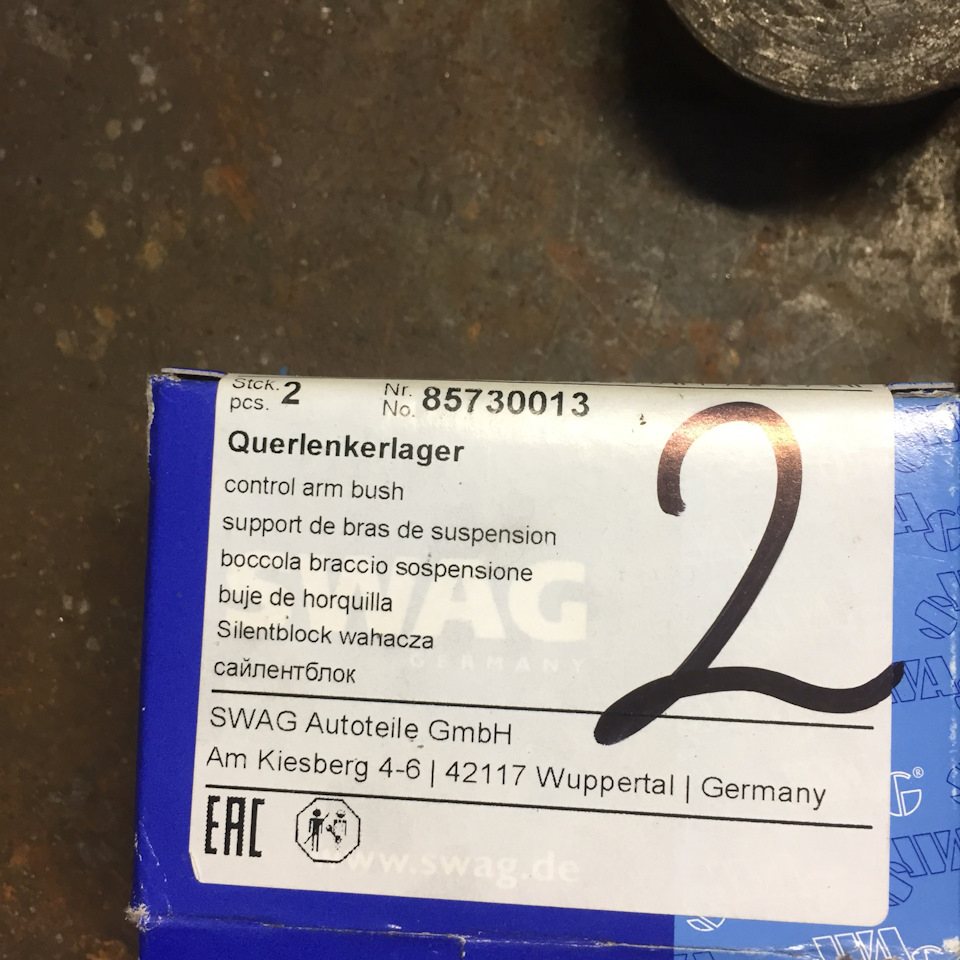 Stck. 2 Nr. 85730013
pcs. No.
Querlenkerlager
control arm bush
support de bras de suspension
boccola braccio sospensione
buje de horquilla
Silentblock wahacza
сайлентблок
SWAG
GERMANY
SWAG Autoteile GmbH
Am Kiesberg 4-6 | 42117 Wuppertal | Germany
EAC
www.swag.de
2